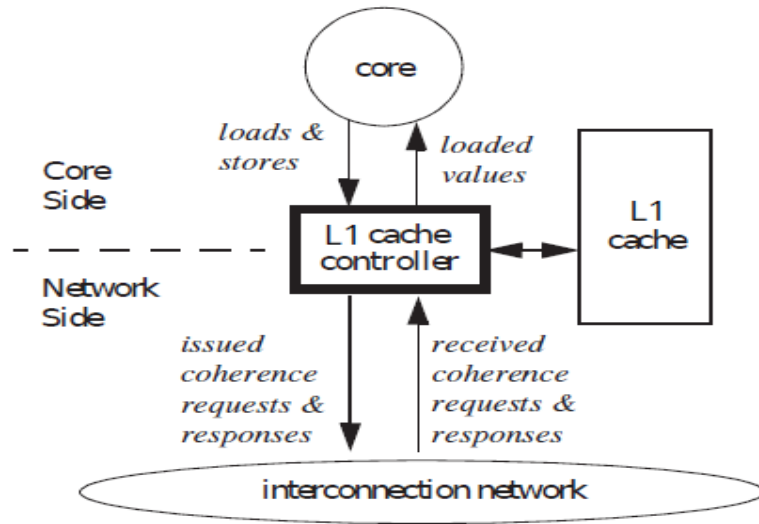 core
loads &
stores
loaded
values
Core
Side
L1 cache
controller
L1
cache
Network
Side
issued
coherence
requests &
responses
received
coherence
requests &
responses
interconnection network